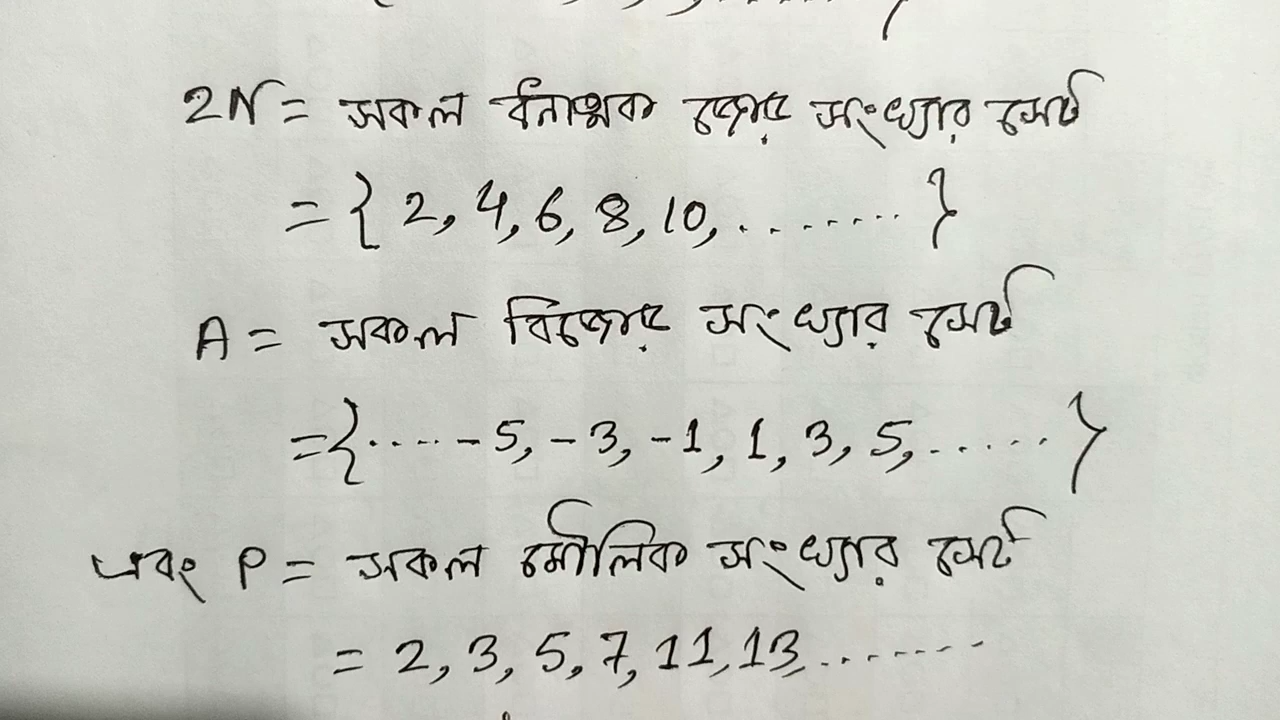 2N = সকল ধনাত্মক জোড় সংখ্যার সেট
= { 2, 4, 6, 8, 10, ........ }
A = সকল বিজোড় সংখ্যার সেট
= { .... -5, -3, -1, 1, 3, 5, ..... }
এবং P = সকল মৌলিক সংখ্যার সেট
= 2, 3, 5, 7, 11, 13, ........